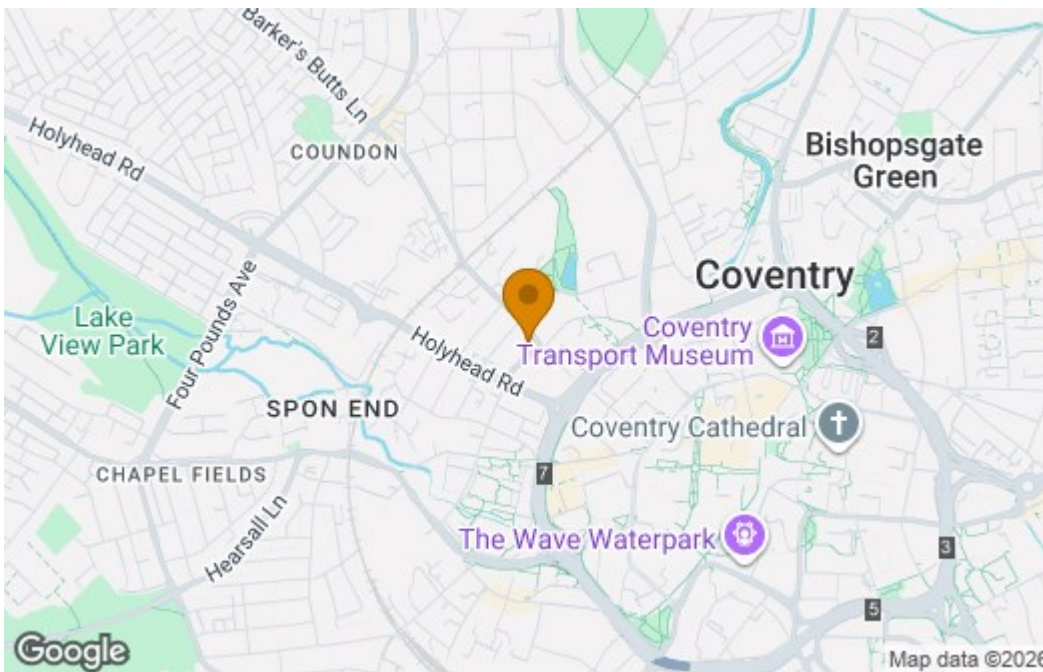 Barker's Butts Ln
Holyhead Rd
COUNDON
Bishopsgate
Green
Four Pounds Ave
Coventry
Lake
View Park
Coventry
Transport Museum
2
Holyhead Rd
SPON END
Coventry Cathedral
CHAPEL FIELDS
7
Hearsall Ln
The Wave Waterpark
3
5
Google
Map data ©2026